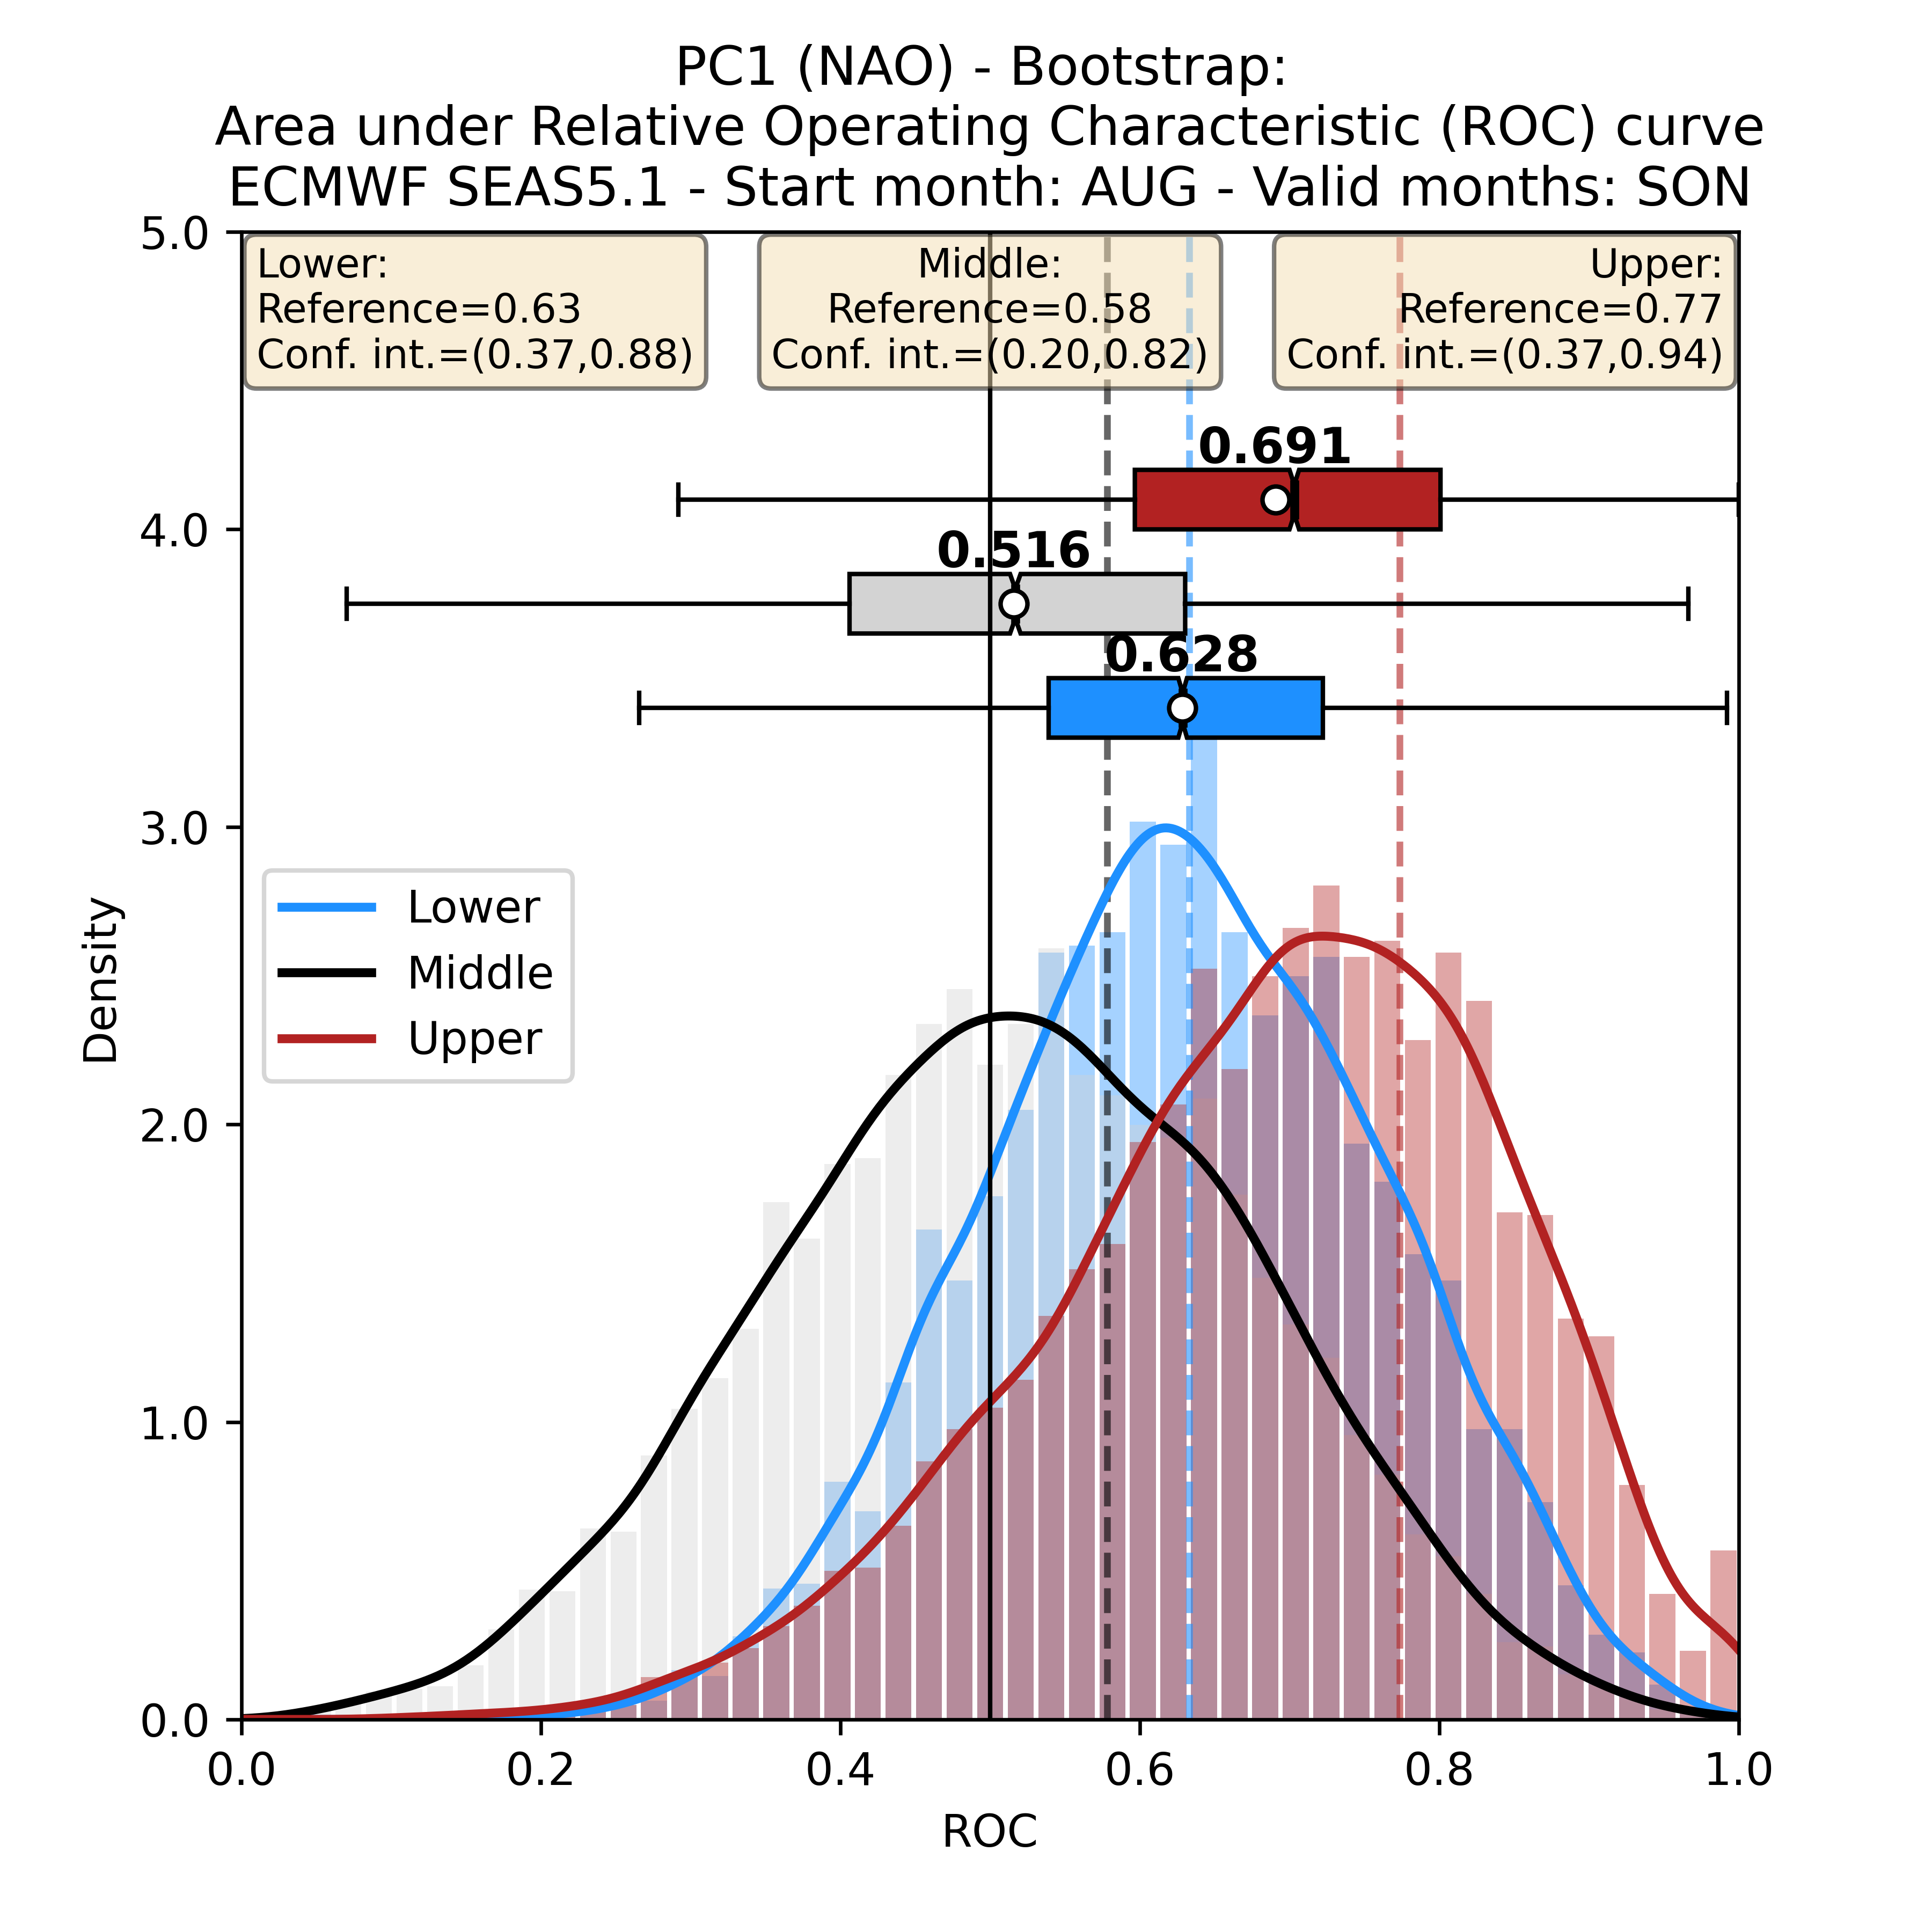 PC1 (NAO) - Bootstrap:
Area under Relative Operating Characteristic (ROC) curve
ECMWF SEAS5.1 - Start month: AUG - Valid months: SON
Lower:
Reference=0.63
Conf. int.=(0.37,0.88)
Middle:
Reference=0.58
Conf. int.=(0.20,0.82)
Upper:
Reference=0.77
Conf. int.=(0.37,0.94)
0.691
0.516
0.628
Lower
Middle
Upper
Density
5.0
4.0
3.0
2.0
1.0
0.0
0.0 0.2 0.4 0.6 0.8 1.0
ROC